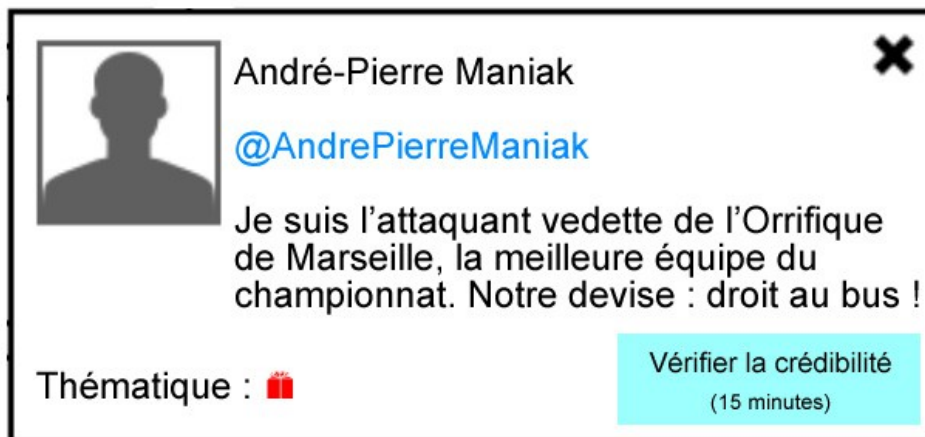 André-Pierre Maniak
@AndrePierreManiak
Je suis l’attaquant vedette de l’Orrifique
de Marseille, la meilleure équipe du
championnat. Notre devise : droit au bus !
Thématique :
Vérifier la crédibilité
(15 minutes)